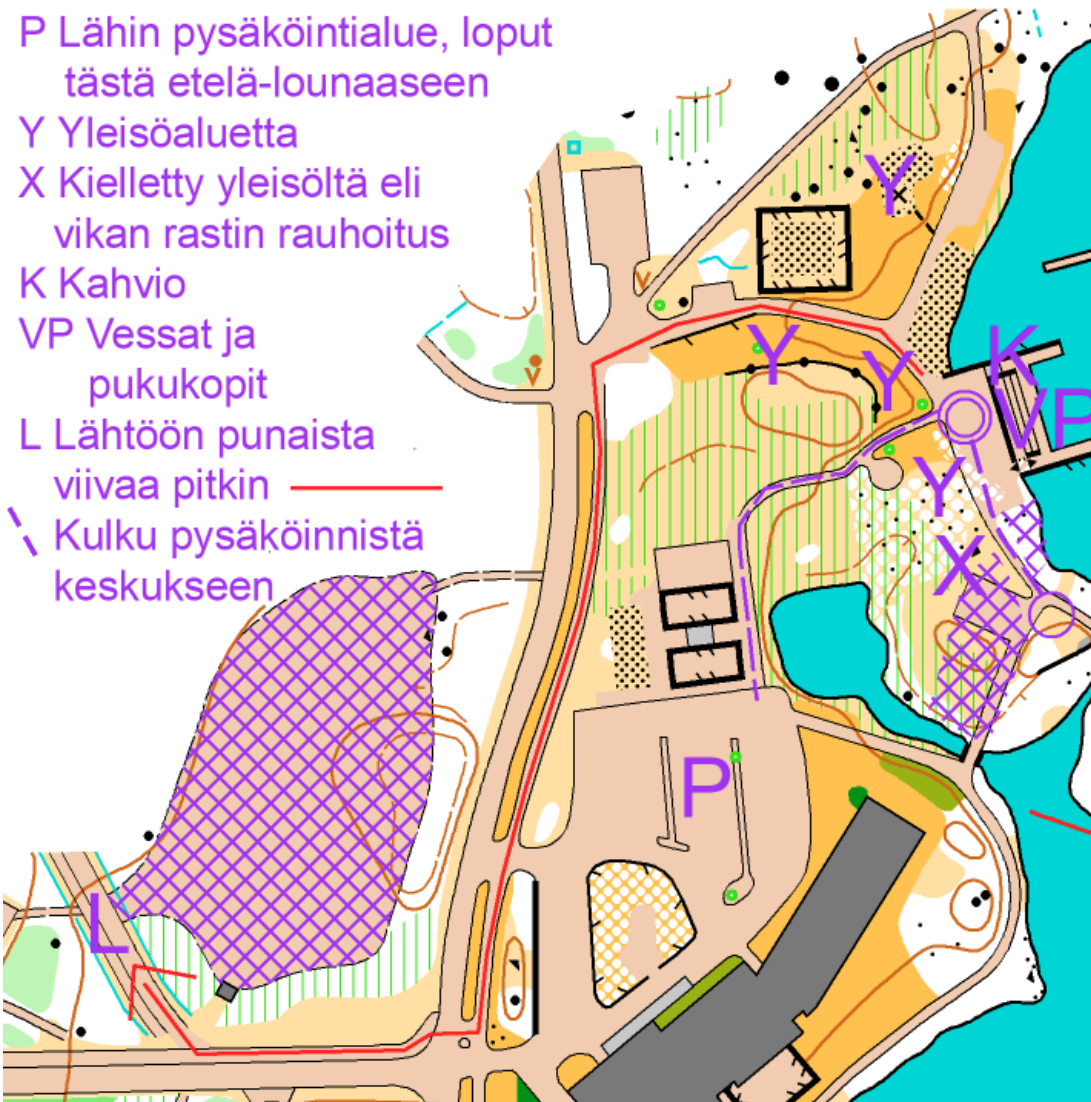 P Lähin pysäköintialue, loput
tästä etelä-lounaaseen
Y Yleisöaluetta
X Kielletty yleisöltä eli
vikan rastin rauhoitus
K Kahvio
VP Vessat ja
pukukopit
L Lähtöön punaista
viivaa pitkin
Kulku pysäköinnistä
keskukseen
Y
Y
Y
K
VP
Y
X
P
L